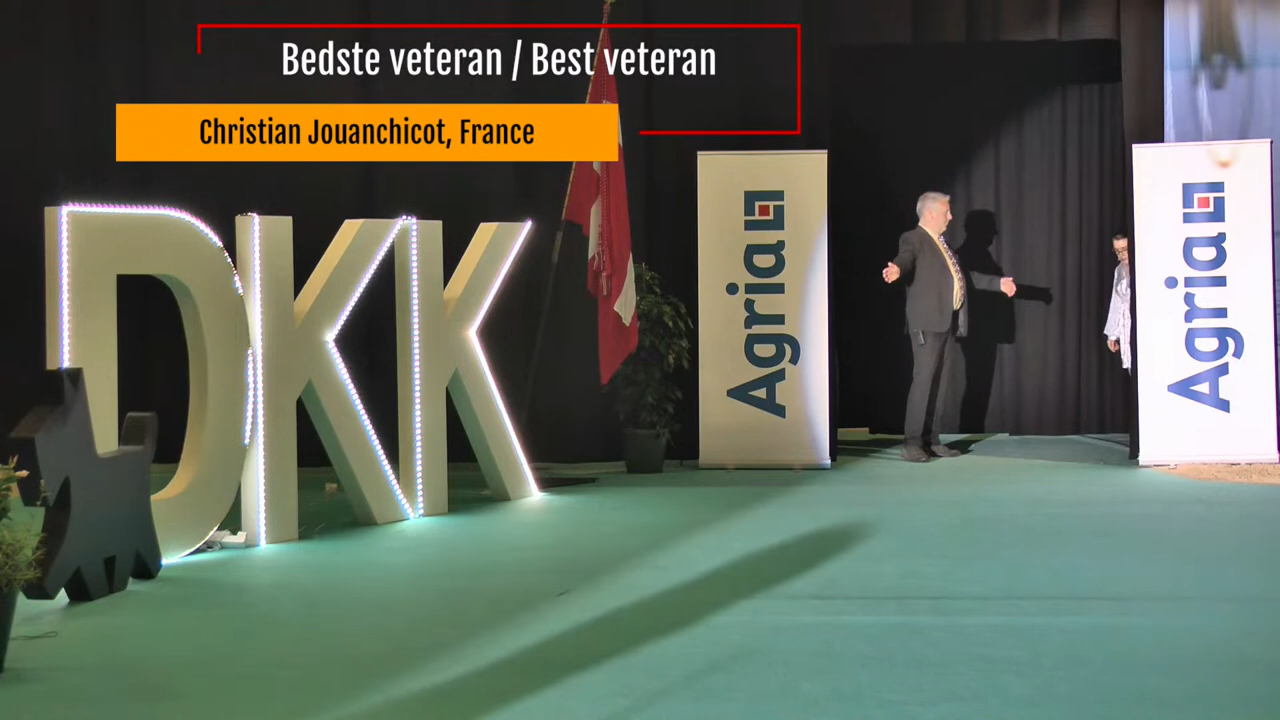 Bedste veteran / Best veteran
Christian Jouanchicot, France
DKK
Agria
Agria